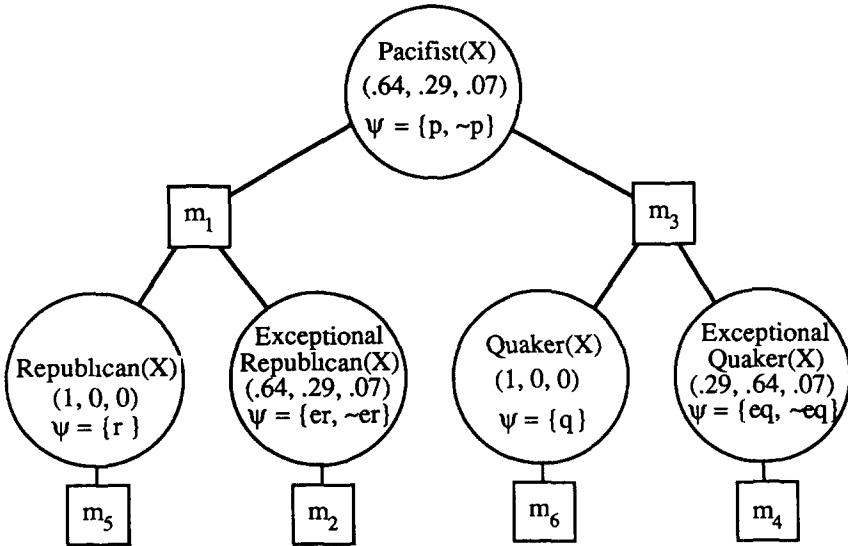 Pacifist(X)
(.64, .29, .07)
ψ = {p, ~p}
m₁
m₃
Republican(X)
(1, 0, 0)
ψ = {r }
Exceptional
Republican(X)
(.64, .29, .07)
ψ = {er, ~er}
Quaker(X)
(1, 0, 0)
ψ = {q}
Exceptional
Quaker(X)
(.29, .64, .07)
ψ = {eq, ~eq}
m₅
m₂
m₆
m₄